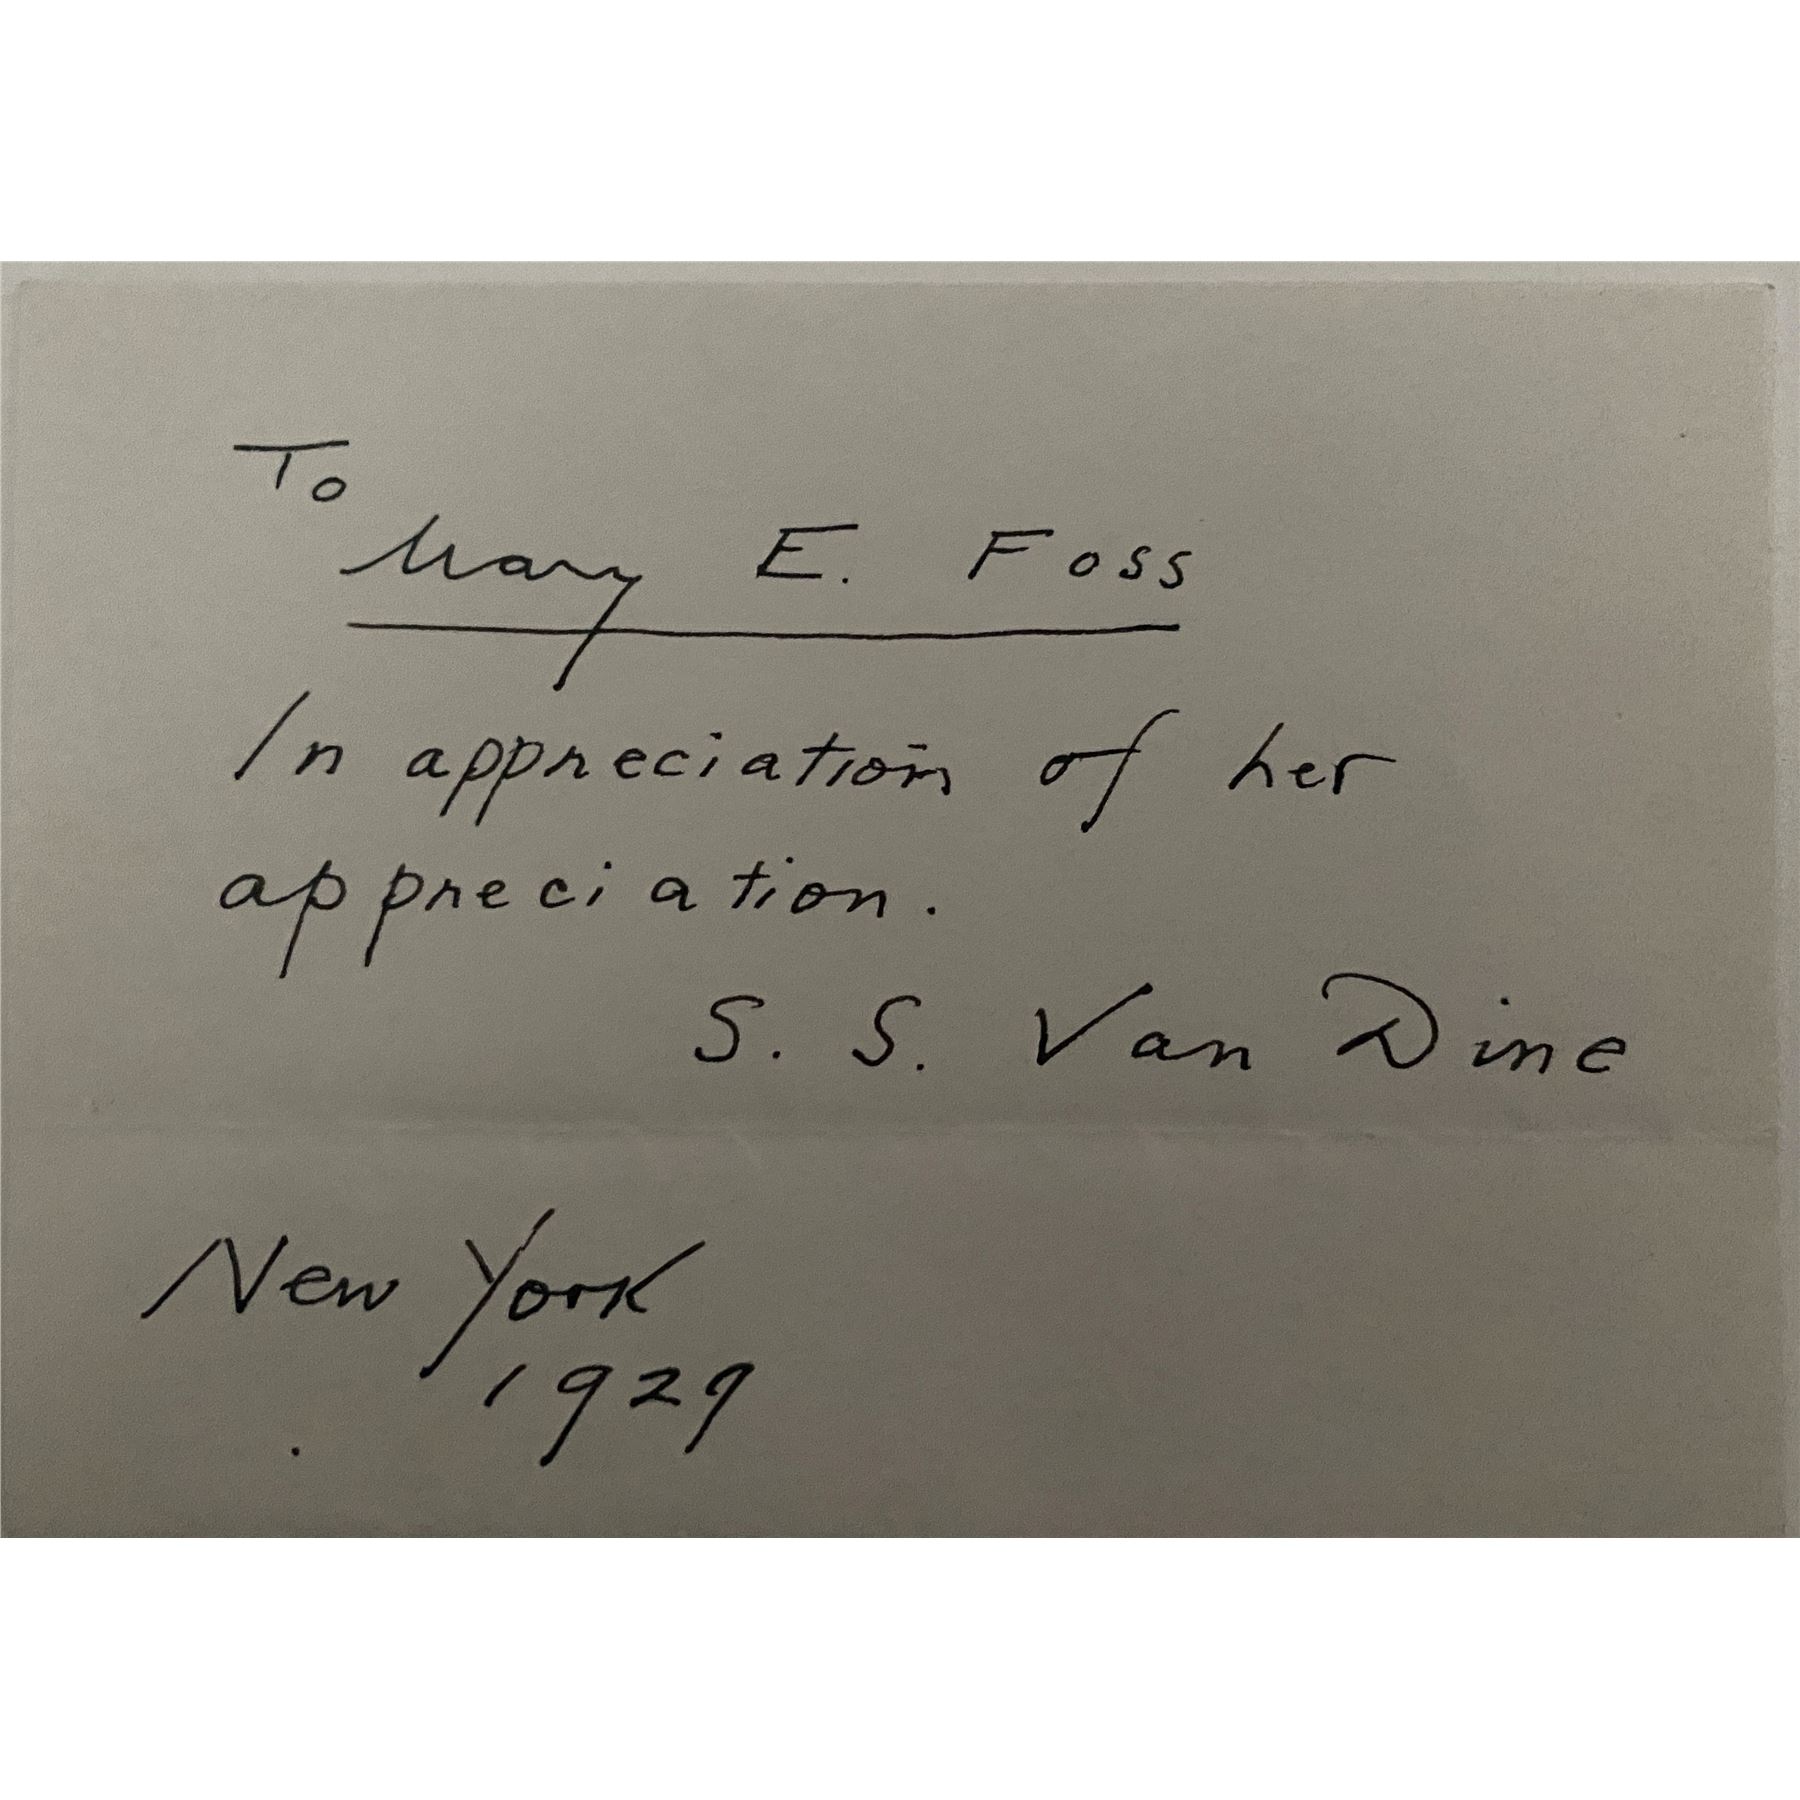 To
Mary E. Foss
In appreciation of her
appreciation.
S. S. Van Dine
New York
1929